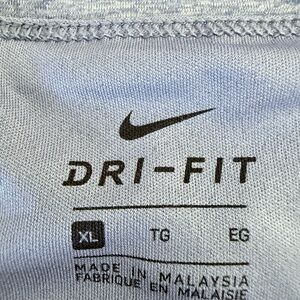 DRI-FIT
XL TG EG
MADE IN MALAYSIA
FABRIQUÉ EN MALAISIE